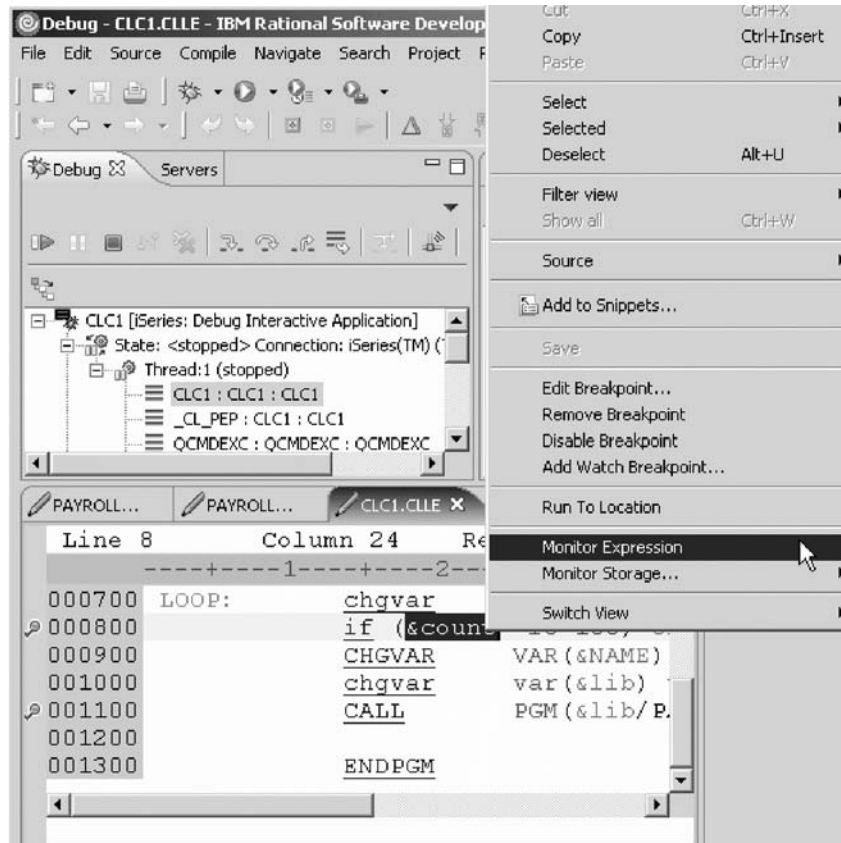 Debug - CLC1.CLLE - IBM Rational Software Develop
File Edit Source Compile Navigate Search Project
Debug Servers
CLC1 [iSeries: Debug Interactive Application]
State: <stopped> Connection: iSeries(TM) (
Thread:1 (stopped)
CLC1 : CLC1 : CLC1
_CL_PEP : CLC1 : CLC1
QCMDEXC : QCMDEXC : QCMDEXC
Cut Ctrl+X
Copy Ctrl+Insert
Paste Ctrl+V
Select
Selected
Deselect Alt+U
Filter view
Show all Ctrl+W
Source
Add to Snippets...
Save
Edit Breakpoint...
Remove Breakpoint
Disable Breakpoint
Add Watch Breakpoint...
Run To Location
Monitor Expression
Monitor Storage...
Switch View
PAYROLL... PAYROLL... CLC1.CLLE
Line 8 Column 24 Re
----+----1----+----2--
000700 LOOP: chgvar
000800 if (&count
000900 CHGVAR VAR(&NAME)
001000 chgvar var(&lib)
001100 CALL PGM(&lib/P
001200
001300 ENDPGM